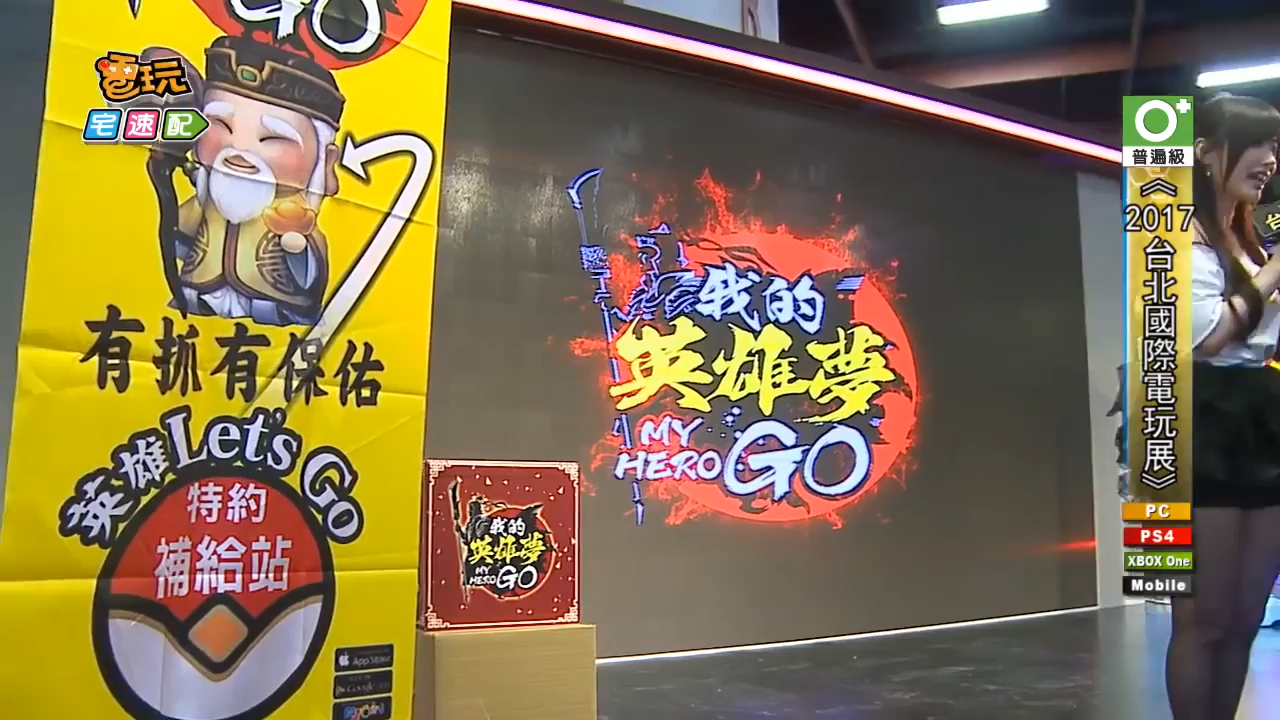 GO
電玩
宅速配
有抓有保佑
英雄Let's Go
特約
補給站
App Store
Google
我的
英雄夢
MY
HERO GO
我的
英雄夢
MY
HERO GO
普遍級
《2017台北國際電玩展》
PC
PS4
XBOX One
Mobile